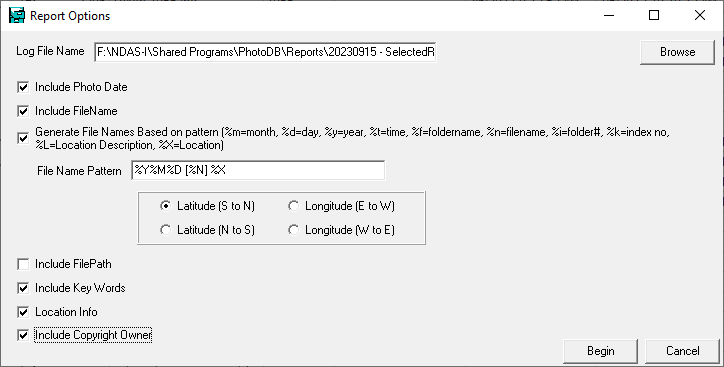 Report Options
Log File Name F:\NDAS-I\Shared Programs\PhotoDB\Reports\20230915 - SelectedR Browse
Include Photo Date
Include FileName
Generate File Names Based on pattern (%m=month, %d=day, %y=year, %t=time, %f=foldername, %n=filename, %i=folder#, %k=index no,
%L=Location Description, %X=Location)
File Name Pattern %Y%M%D [%N] %X
Latitude (S to N) Longitude (E to W)
Latitude (N to S) Longitude (W to E)
Include FilePath
Include Key Words
Location Info
Include Copyright Owner
Begin Cancel